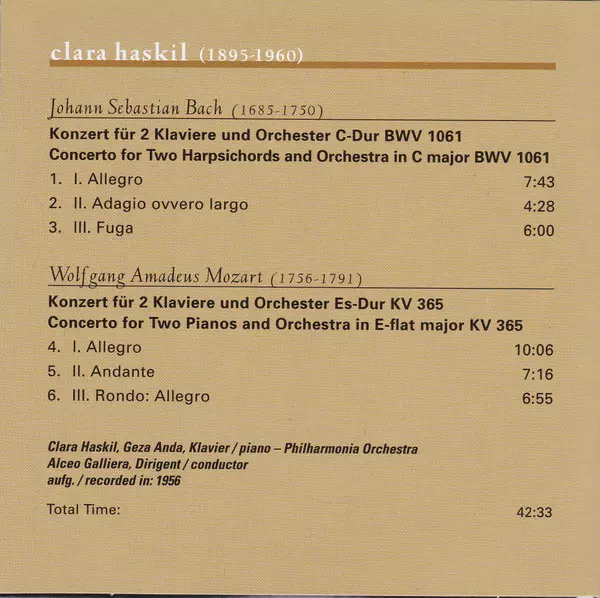 clara haskil (1895-1960)
Johann Sebastian Bach (1685-1750)
Konzert für 2 Klaviere und Orchester C-Dur BWV 1061
Concerto for Two Harpsichords and Orchestra in C major BWV 1061
1. I. Allegro 7:43
2. II. Adagio ovvero largo 4:28
3. III. Fuga 6:00
Wolfgang Amadeus Mozart (1756-1791)
Konzert für 2 Klaviere und Orchester Es-Dur KV 365
Concerto for Two Pianos and Orchestra in E-flat major KV 365
4. I. Allegro 10:06
5. II. Andante 7:16
6. III. Rondo: Allegro 6:55
Clara Haskil, Geza Anda, Klavier / piano – Philharmonia Orchestra
Alceo Galliera, Dirigent / conductor
aufg. / recorded in: 1956
Total Time: 42:33